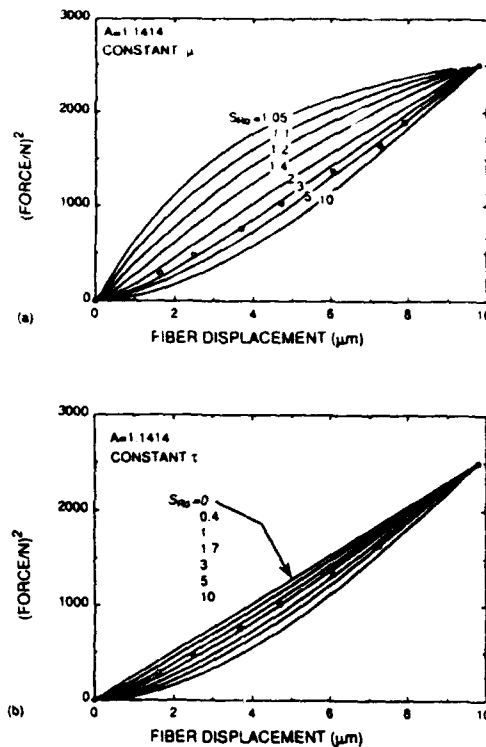 3000
A=1.1414
CONSTANT μ
2000
S_Ro=1.05
1.1
1.2
1.4
2
3
5
10
(FORCE/N)²
1000
0
(a)
0 2 4 6 8 10
FIBER DISPLACEMENT (μm)
3000
A=1.1414
CONSTANT τ
2000
S_Ro=0
0.4
1
1.7
3
5
10
(FORCE/N)²
1000
0
(b)
0 2 4 6 8 10
FIBER DISPLACEMENT (μm)